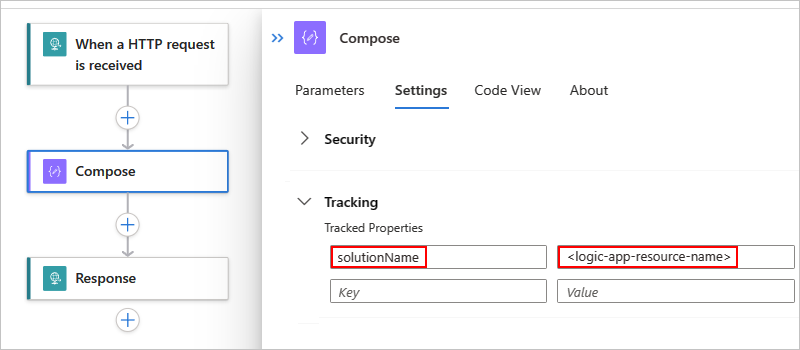 When a HTTP request
is received
Compose
Response
Compose
Parameters Settings Code View About
Security
Tracking
Tracked Properties
solutionName <logic-app-resource-name>
Key Value